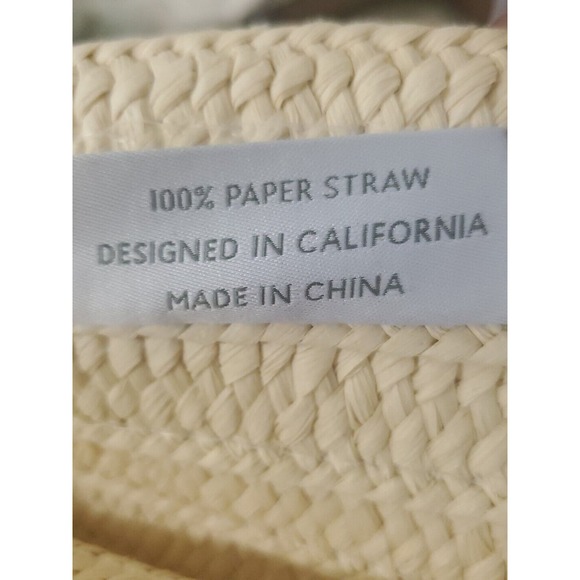 100% PAPER STRAW
DESIGNED IN CALIFORNIA
MADE IN CHINA